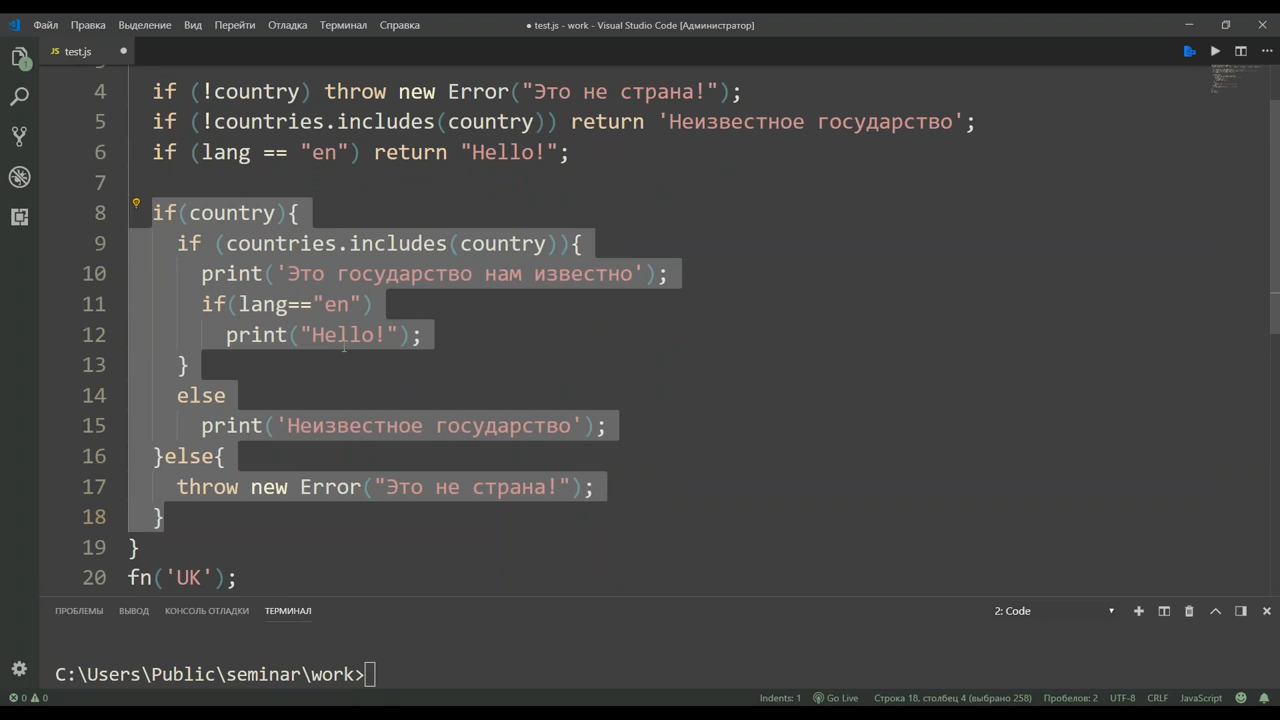 Файл Правка Выделение Вид Перейти Отладка Терминал Справка ● test.js - work - Visual Studio Code [Администратор]
JS test.js
4 if (!country) throw new Error("Это не страна!");
5 if (!countries.includes(country)) return 'Неизвестное государство';
6 if (lang == "en") return "Hello!";
7
8 if(country){
9 if (countries.includes(country)){
10 print('Это государство нам известно');
11 if(lang=="en")
12 print("Hello!");
13 }
14 else
15 print('Неизвестное государство');
16 }else{
17 throw new Error("Это не страна!");
18 }
19 }
20 fn('UK');
ПРОБЛЕМЫ ВЫВОД КОНСОЛЬ ОТЛАДКИ ТЕРМИНАЛ 2: Code
C:\Users\Public\seminar\work>
0 0 Indents: 1 Go Live Строка 18, столбец 4 (выбрано 258) Пробелов: 2 UTF-8 CRLF JavaScript